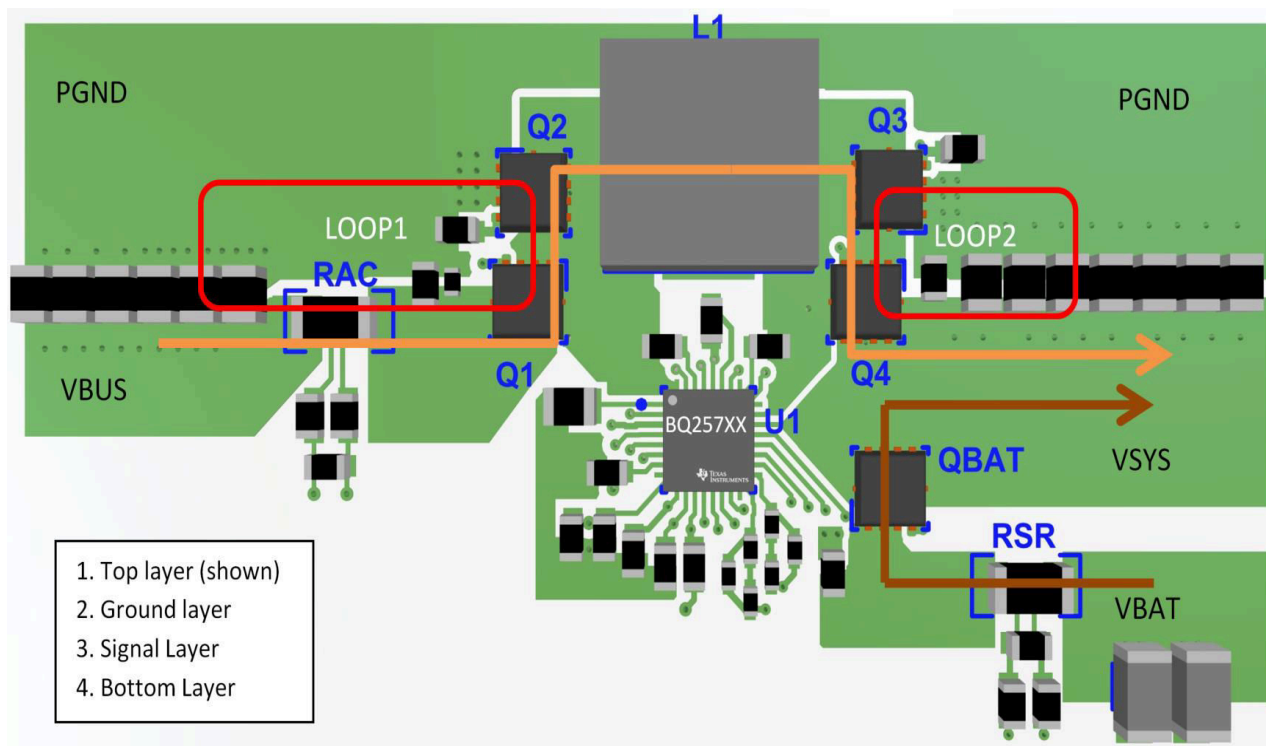 L1
PGND
PGND
Q2
Q3
LOOP1
LOOP2
RAC
Q1
Q4
VBUS
BQ257XX
U1
TEXAS
INSTRUMENTS
QBAT
VSYS
RSR
VBAT
1. Top layer (shown)
2. Ground layer
3. Signal Layer
4. Bottom Layer